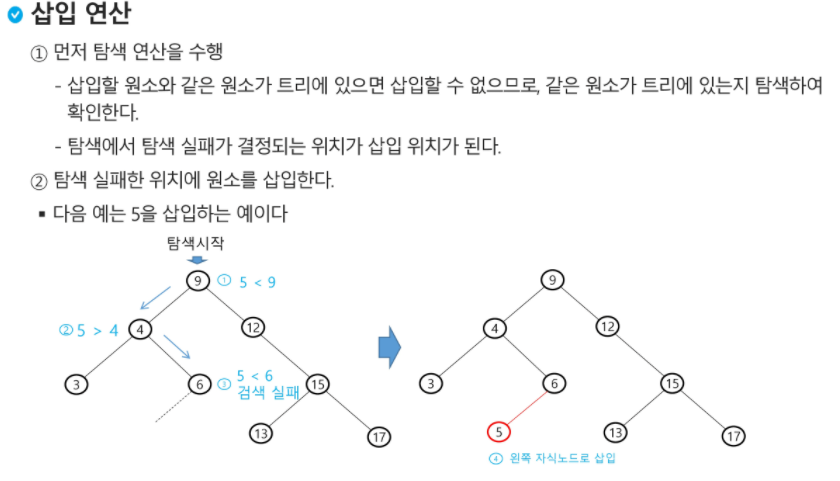 삽입 연산
① 먼저 탐색 연산을 수행
- 삽입할 원소와 같은 원소가 트리에 있으면 삽입할 수 없으므로, 같은 원소가 트리에 있는지 탐색하여
확인한다.
- 탐색에서 탐색 실패가 결정되는 위치가 삽입 위치가 된다.
② 탐색 실패한 위치에 원소를 삽입한다.
▪ 다음 예는 5을 삽입하는 예이다
탐색시작
9
① 5 < 9
② 5 > 4
4
12
3
6
③ 5 < 6
검색 실패
15
13
17
9
4
12
3
6
15
5
13
17
④ 왼쪽 자식노드로 삽입